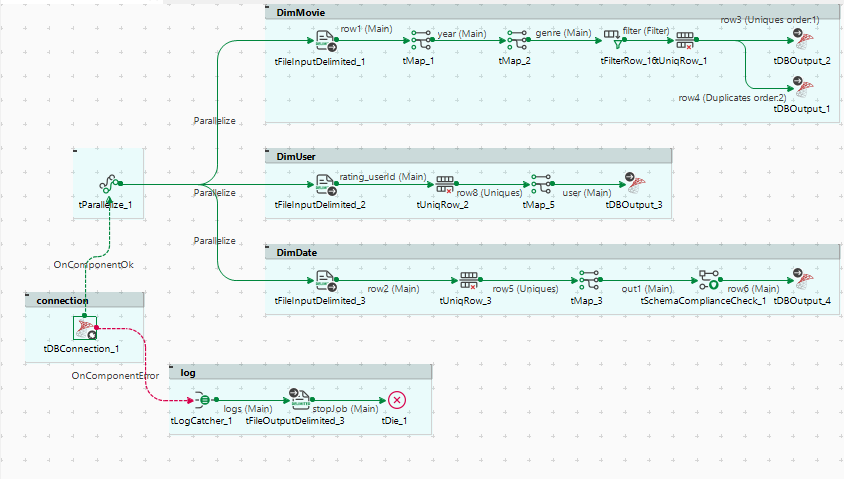 DimMovie
row1 (Main)
year (Main)
genre (Main)
filter (Filter)
row3 (Uniques order:1)
tFileInputDelimited_1
tMap_1
tMap_2
tFilterRow_1
tUniqRow_1
tDBOutput_2
row4 (Duplicates order:2)
tDBOutput_1
Parallelize
DimUser
rating_userId (Main)
row8 (Uniques)
user (Main)
tParallelize_1
Parallelize
tFileInputDelimited_2
tUniqRow_2
tMap_5
tDBOutput_3
Parallelize
DimDate
OnComponentOk
row2 (Main)
row5 (Uniques)
out1 (Main)
row6 (Main)
tFileInputDelimited_3
tUniqRow_3
tMap_3
tSchemaComplianceCheck_1
tDBOutput_4
connection
tDBConnection_1
OnComponentError
log
logs (Main)
stopJob (Main)
tLogCatcher_1
tFileOutputDelimited_3
tDie_1